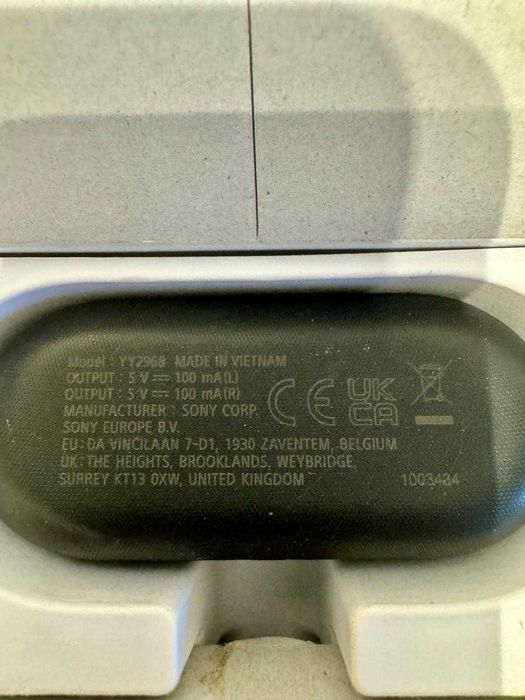 Model : YY2968 MADE IN VIETNAM
OUTPUT : 5 V⎓ 100 mA(L)
OUTPUT : 5 V⎓ 100 mA(R)
MANUFACTURER : SONY CORP.
SONY EUROPE B.V.
CE UK CA
EU : DA VINCILAAN 7-D1, 1930 ZAVENTEM, BELGIUM
UK : THE HEIGHTS, BROOKLANDS, WEYBRIDGE,
SURREY KT13 0XW, UNITED KINGDOM 1003484